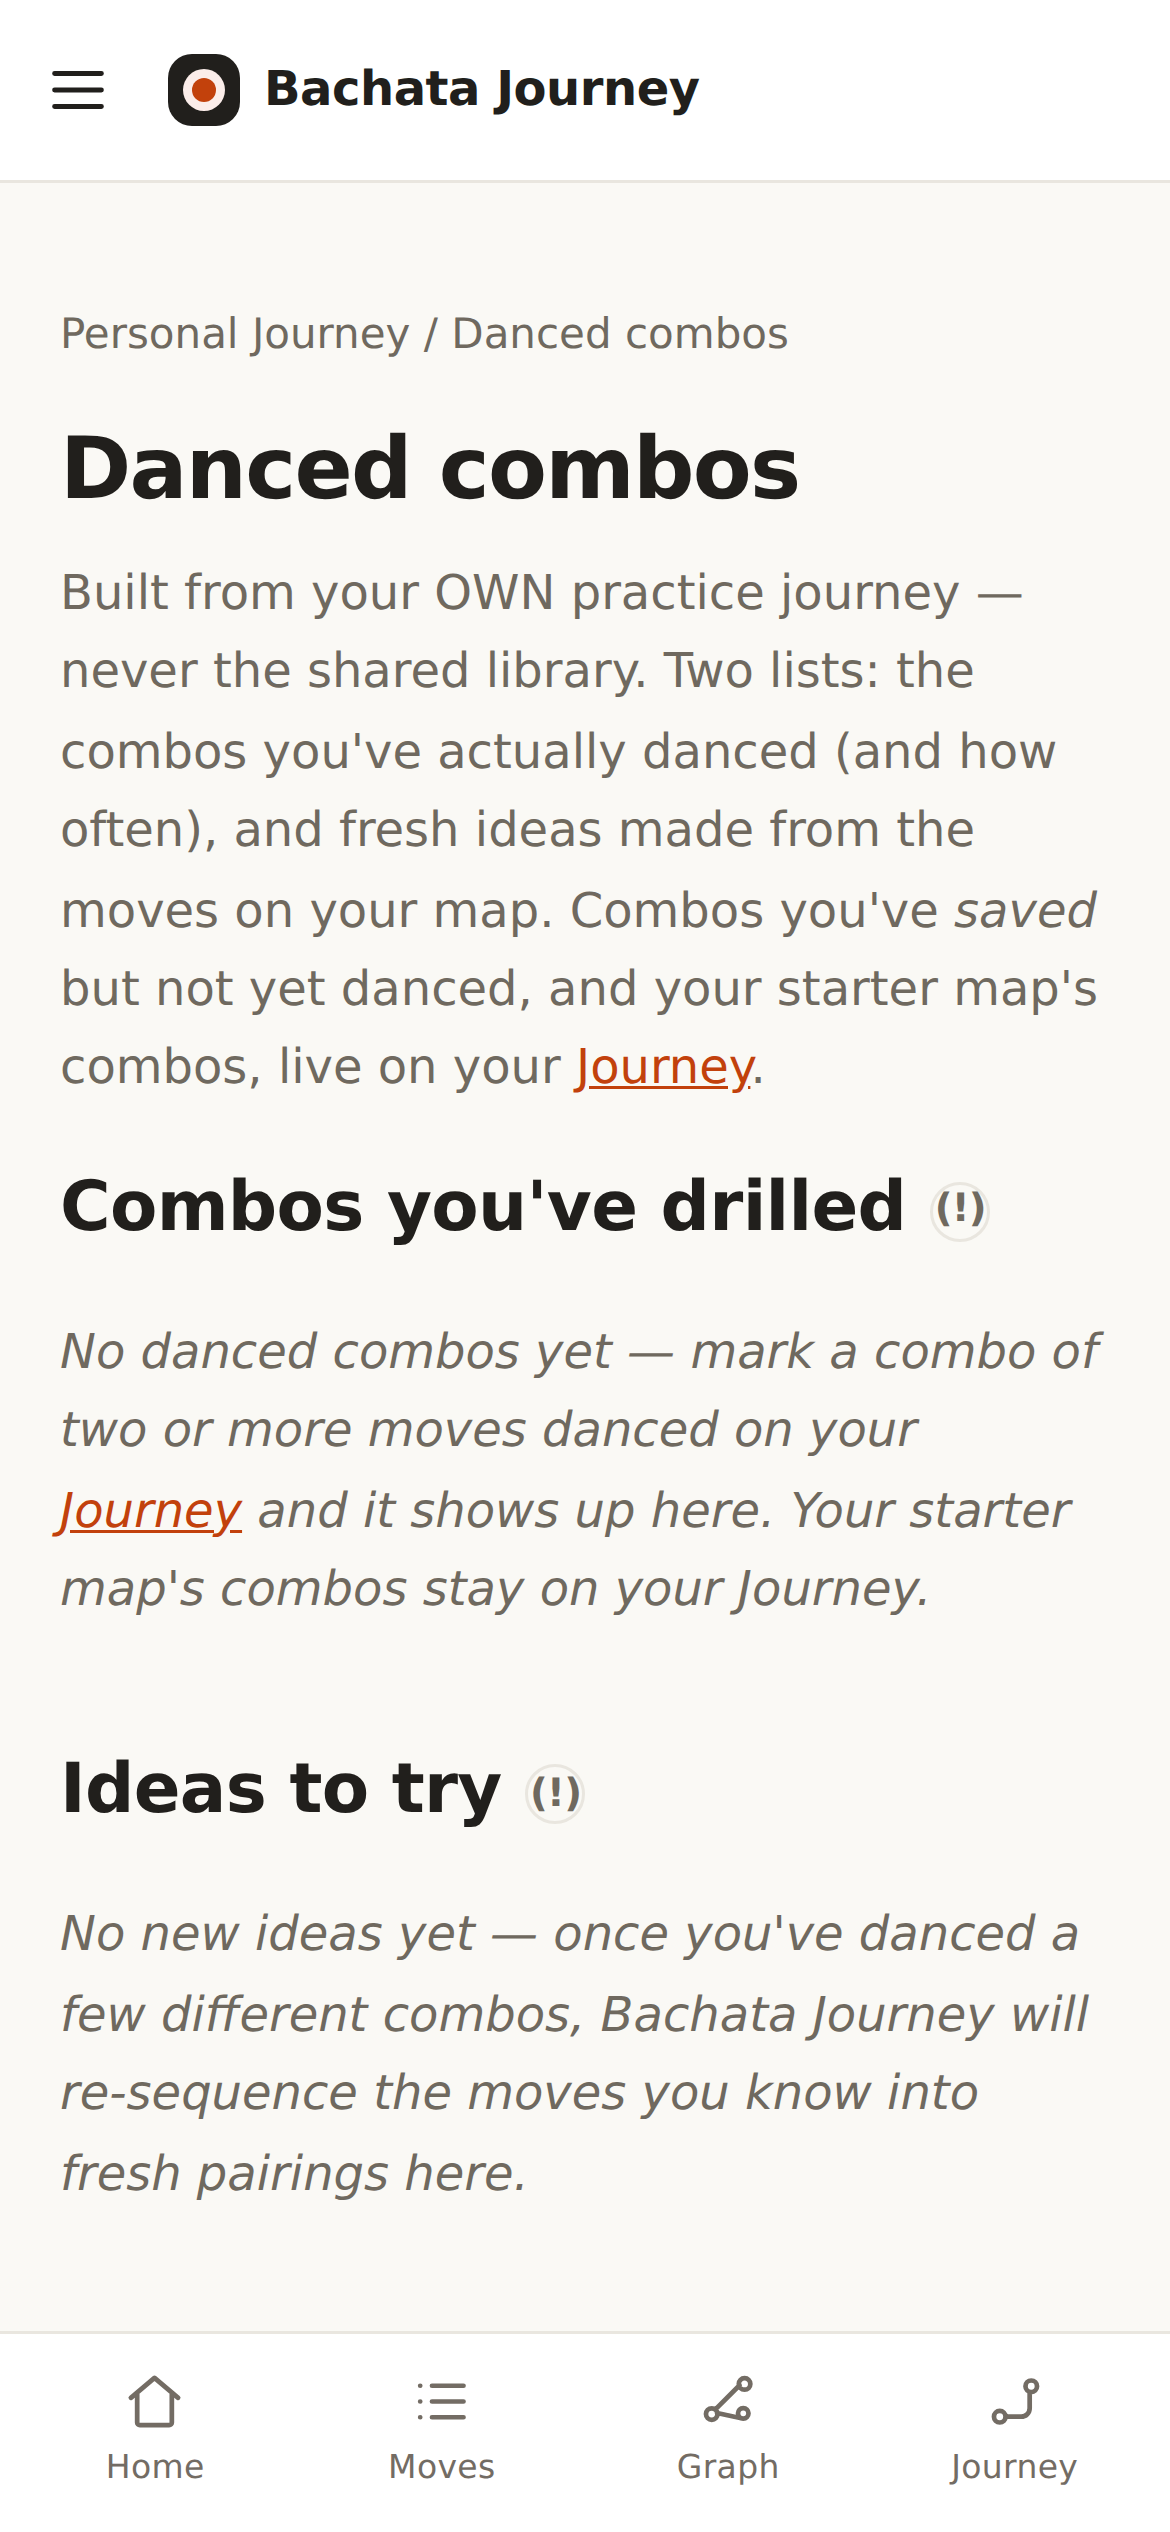 Bachata Journey
Personal Journey / Danced combos
Danced combos
Built from your OWN practice journey —
never the shared library. Two lists: the
combos you've actually danced (and how
often), and fresh ideas made from the
moves on your map. Combos you've saved
but not yet danced, and your starter map's
combos, live on your Journey.
Combos you've drilled (!)
No danced combos yet — mark a combo of
two or more moves danced on your
Journey and it shows up here. Your starter
map's combos stay on your Journey.
Ideas to try (!)
No new ideas yet — once you've danced a
few different combos, Bachata Journey will
re-sequence the moves you know into
fresh pairings here.
Home Moves Graph Journey